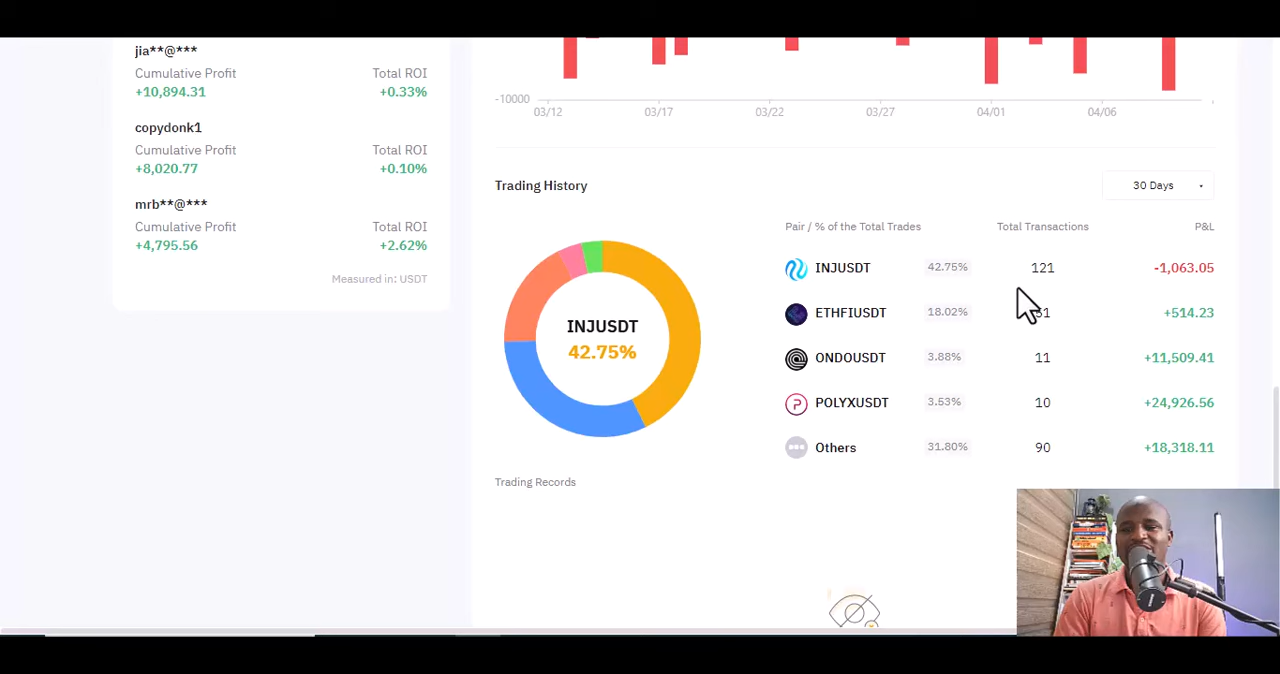 jia**@***
Cumulative Profit Total ROI
+10,894.31 +0.33%
copydonk1
Cumulative Profit Total ROI
+8,020.77 +0.10%
mrb**@***
Cumulative Profit Total ROI
+4,795.56 +2.62%
Measured in: USDT
-10000
03/12 03/17 03/22 03/27 04/01 04/06
Trading History 30 Days
INJUSDT
42.75%
Pair / % of the Total Trades Total Transactions P&L
INJUSDT 42.75% 121 -1,063.05
ETHFIUSDT 18.02% +514.23
ONDOUSDT 3.88% 11 +11,509.41
POLYXUSDT 3.53% 10 +24,926.56
Others 31.80% 90 +18,318.11
Trading Records